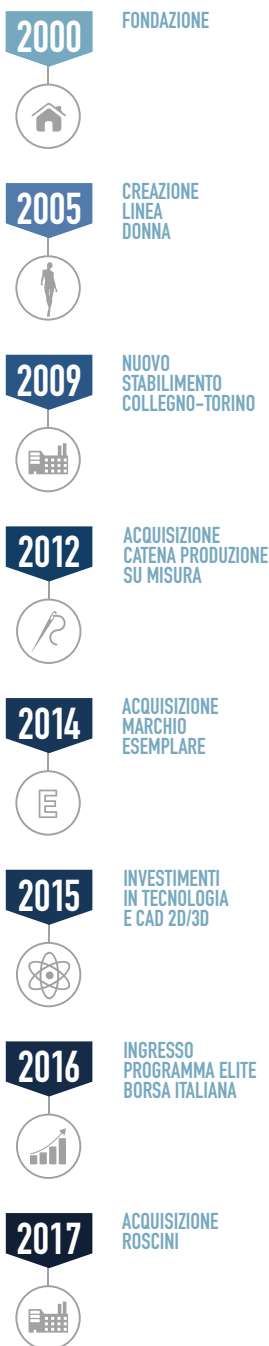 2000
FONDAZIONE
2005
CREAZIONE
LINEA
DONNA
2009
NUOVO
STABILIMENTO
COLLEGNO-TORINO
2012
ACQUISIZIONE
CATENA PRODUZIONE
SU MISURA
2014
ACQUISIZIONE
MARCHIO
ESEMPLARE
E
2015
INVESTIMENTI
IN TECNOLOGIA
E CAD 2D/3D
2016
INGRESSO
PROGRAMMA ELITE
BORSA ITALIANA
2017
ACQUISIZIONE
ROSCINI